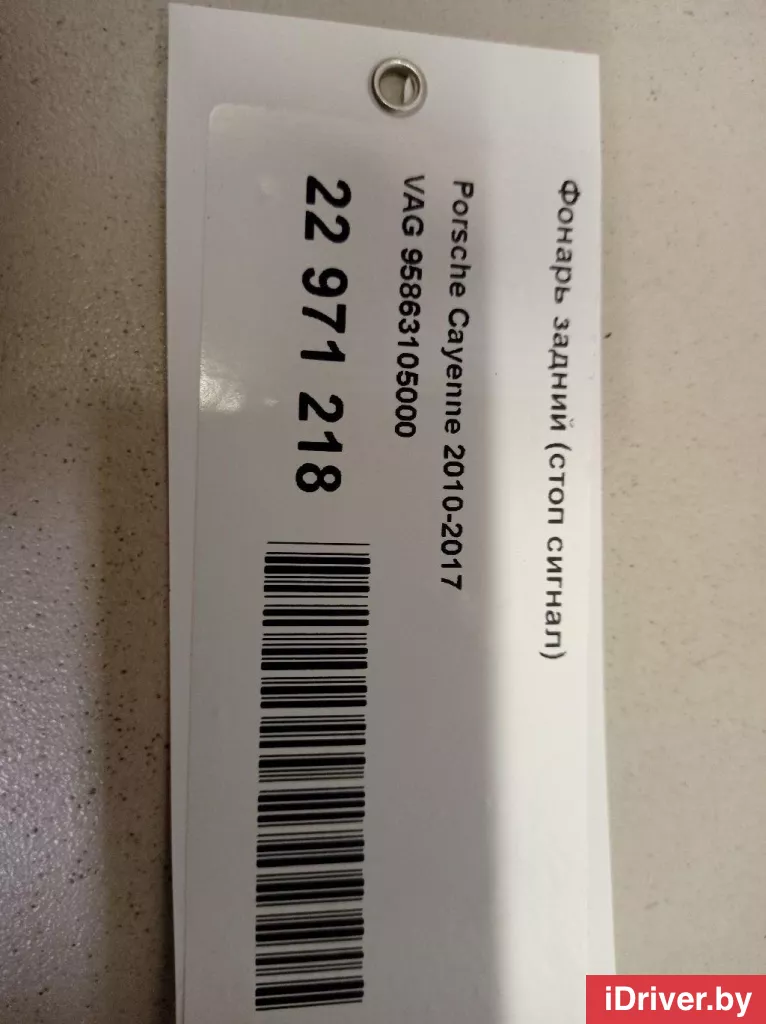 Фонарь задний (стоп сигнал)
Porsche Cayenne 2010-2017
VAG 95863105000
22 971 218
iDriver.by